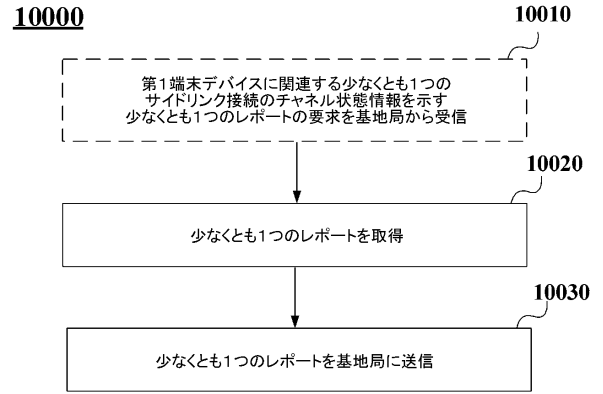 10000
10010
第1端末デバイスに関連する少なくとも1つの
サイドリンク接続のチャネル状態情報を示す
少なくとも1つのレポートの要求を基地局から受信
10020
少なくとも1つのレポートを取得
10030
少なくとも1つのレポートを基地局に送信